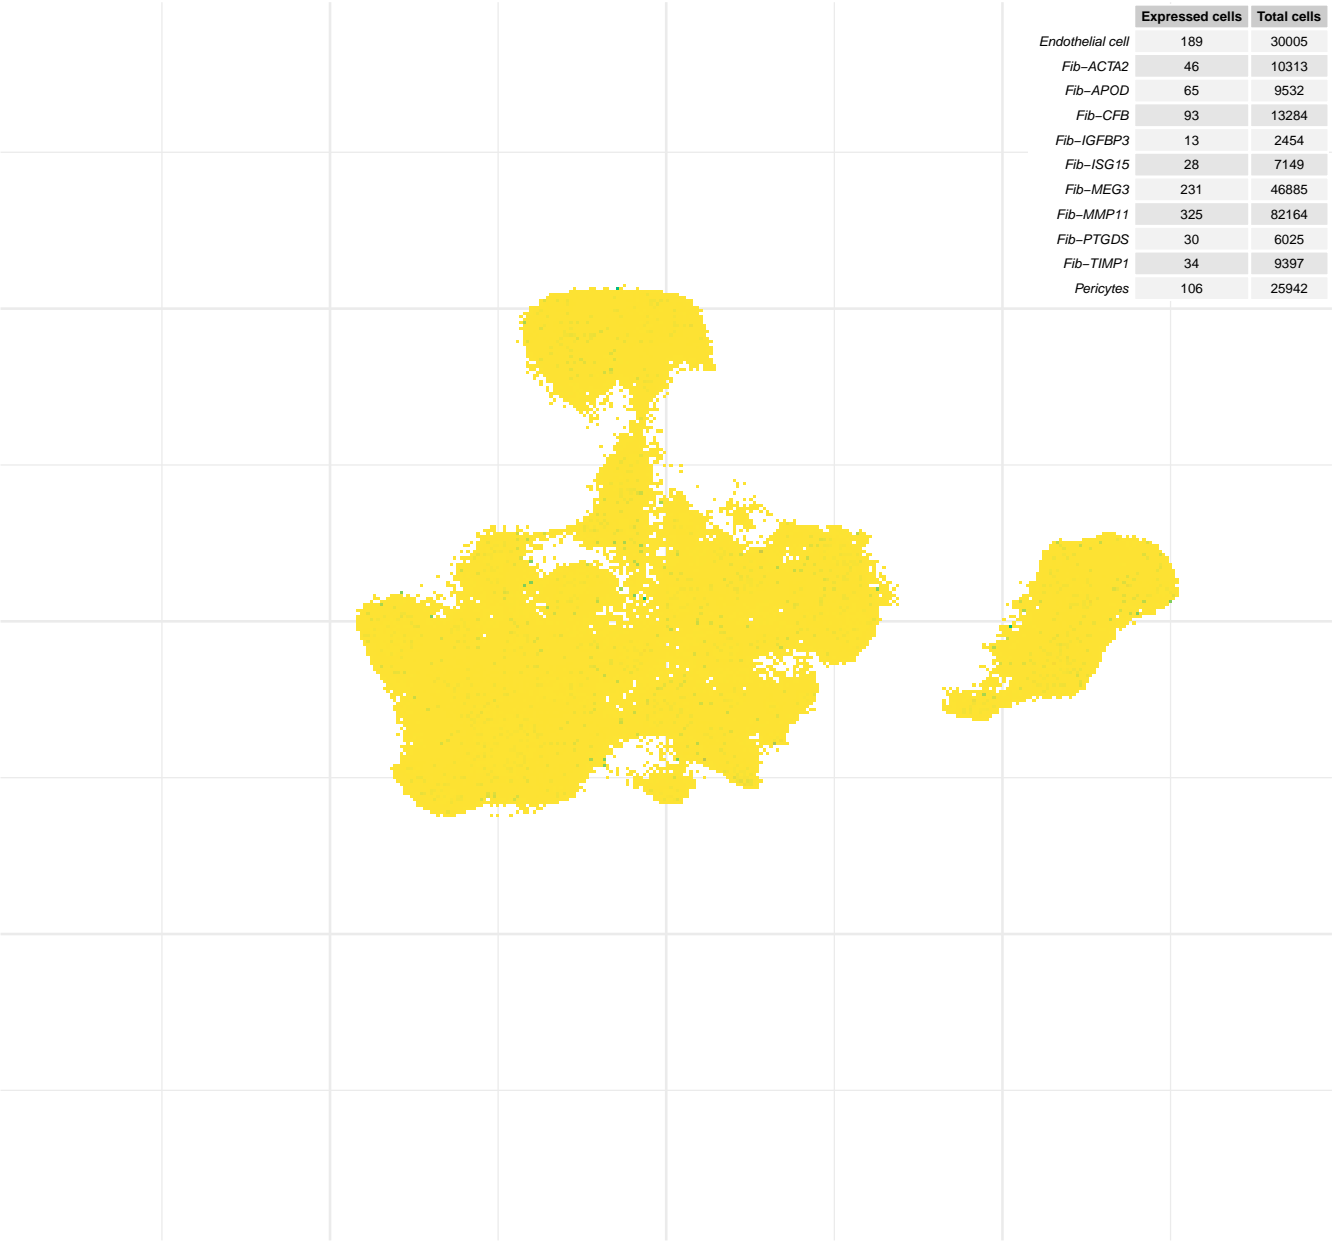 Expressed cells Total cells
Endothelial cell 189 30005
Fib−ACTA2 46 10313
Fib−APOD 65 9532
Fib−CFB 93 13284
Fib−IGFBP3 13 2454
Fib−ISG15 28 7149
Fib−MEG3 231 46885
Fib−MMP11 325 82164
Fib−PTGDS 30 6025
Fib−TIMP1 34 9397
Pericytes 106 25942